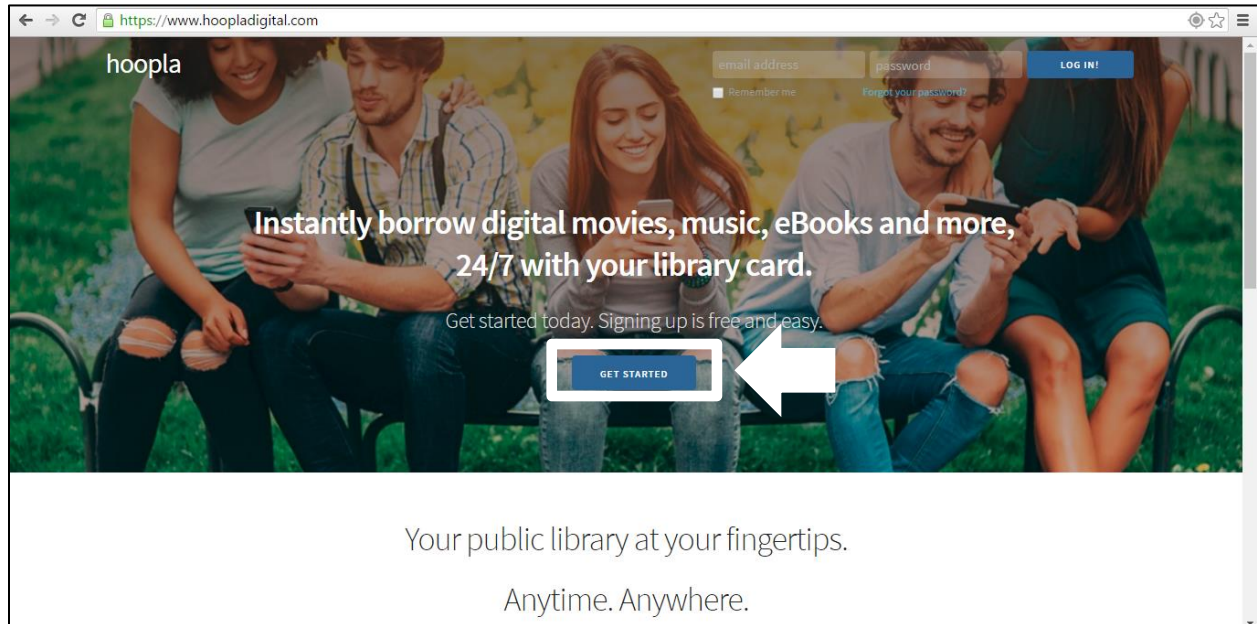 https://www.hoopladigital.com
hoopla
email address
password
LOG IN!
Remember me
Forgot your password?
Instantly borrow digital movies, music, eBooks and more,
24/7 with your library card.
Get started today. Signing up is free and easy.
GET STARTED
Your public library at your fingertips.
Anytime. Anywhere.